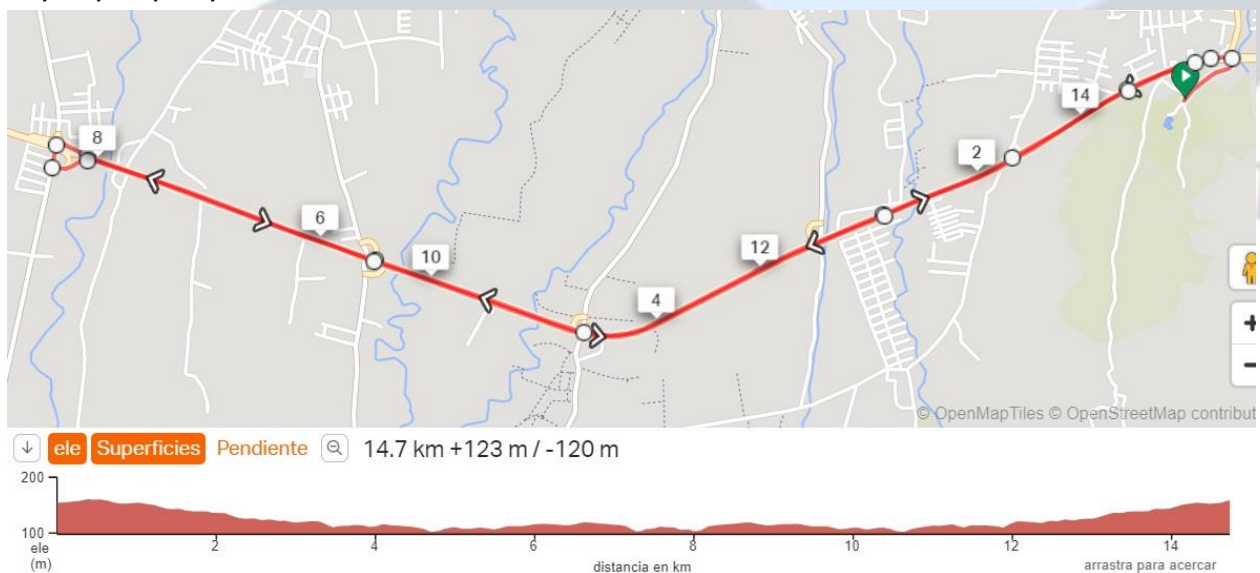 8
14
2
6
10
12
4
© OpenMapTiles © OpenStreetMap contribut
ele Superficies Pendiente 14.7 km +123 m / -120 m
200
100
ele
(m)
2 4 6 8 10 12 14
distancia en km
arrastra para acercar